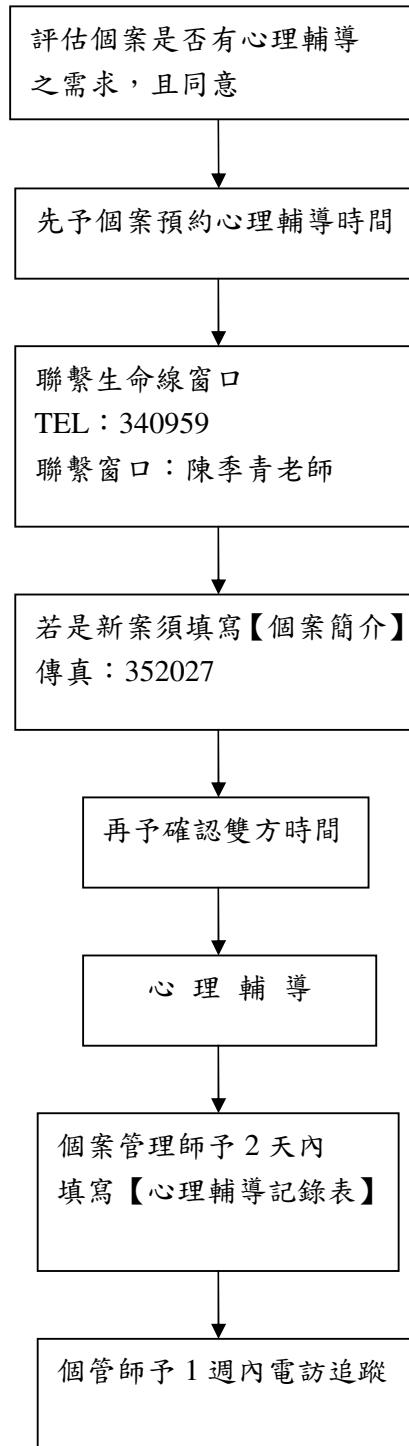 評估個案是否有心理輔導
之需求，且同意
先予個案預約心理輔導時間
聯繫生命線窗口
TEL：340959
聯繫窗口：陳季青老師
若是新案須填寫【個案簡介】
傳真：352027
再予確認雙方時間
心 理 輔 導
個案管理師予 2 天內
填寫【心理輔導記錄表】
個管師予 1 週內電訪追蹤